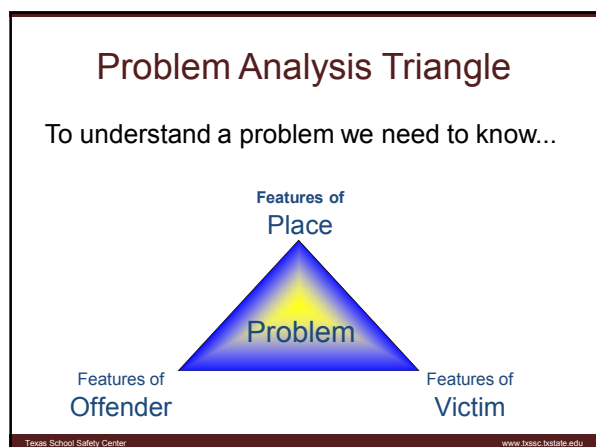 Problem Analysis Triangle
To understand a problem we need to know...
Features of
Place
Problem
Features of
Offender
Features of
Victim
Texas School Safety Center
www.txssc.txstate.edu